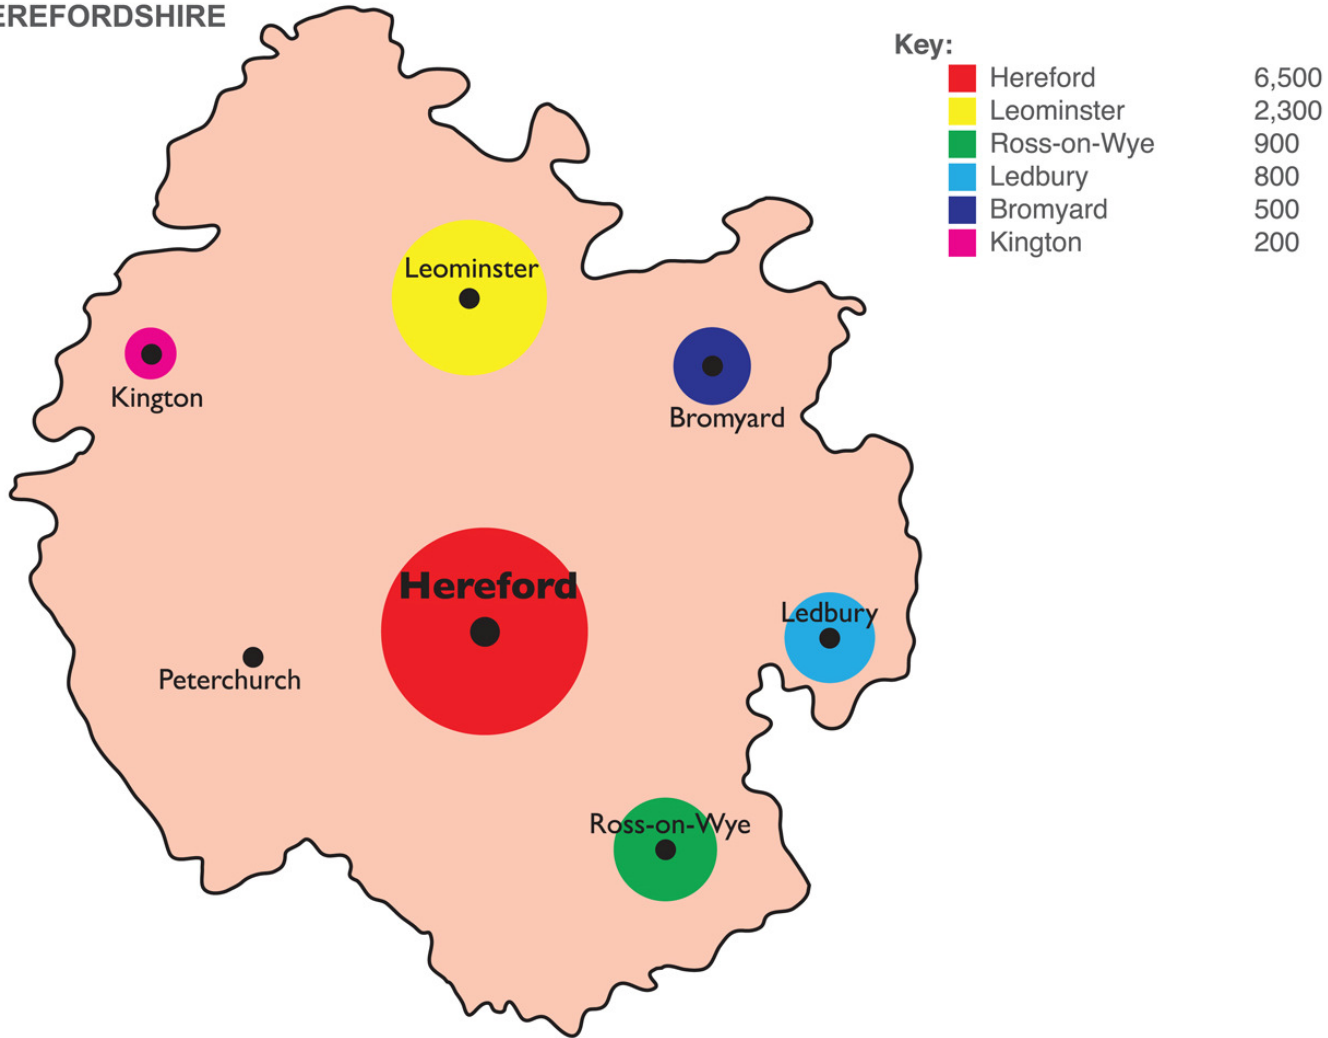 EREFORDSHIRE
Key:
Hereford 6,500
Leominster 2,300
Ross-on-Wye 900
Ledbury 800
Bromyard 500
Kington 200
Leominster
Kington
Bromyard
Hereford
Ledbury
Peterchurch
Ross-on-Wye